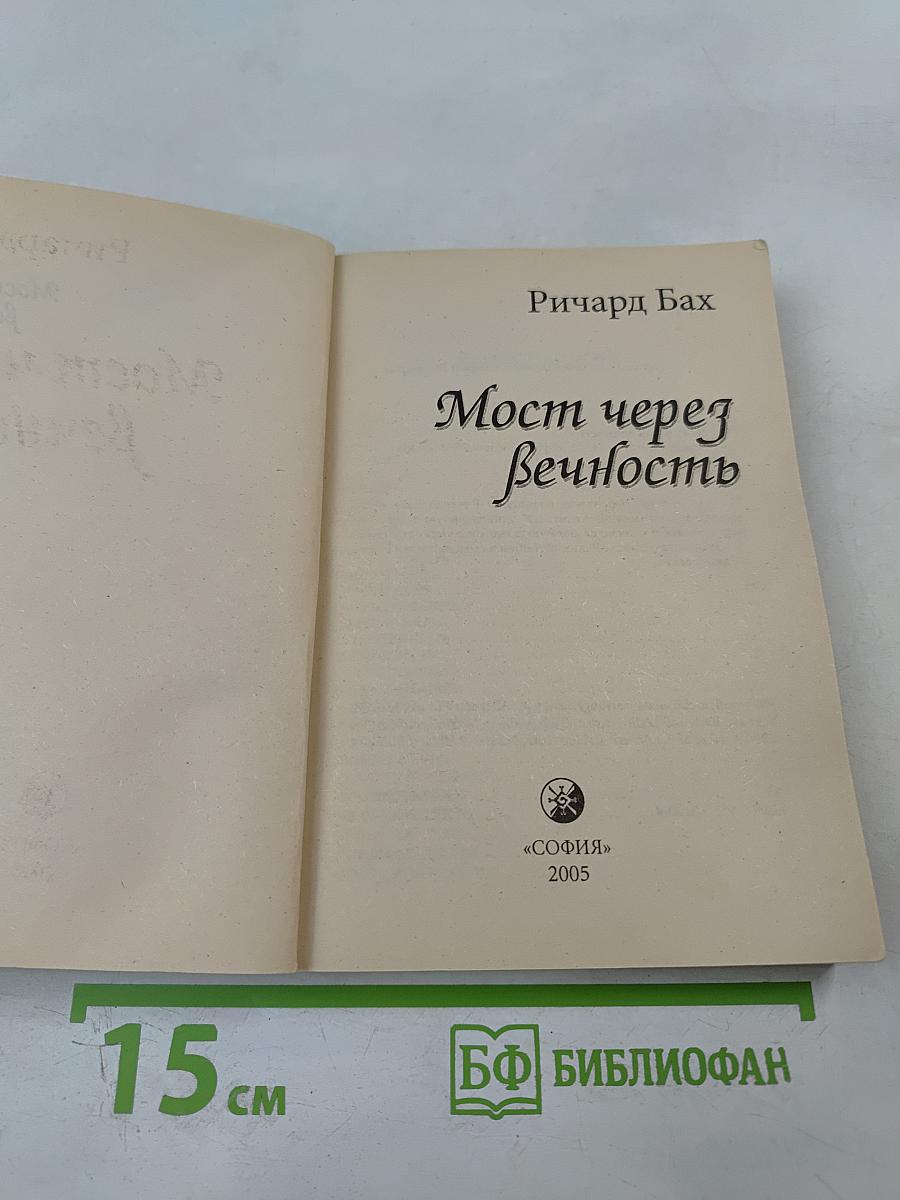 Ричард Бах
Мост через
вечность
«СОФИЯ»
2005
15 см
БФ БИБЛИОФАН